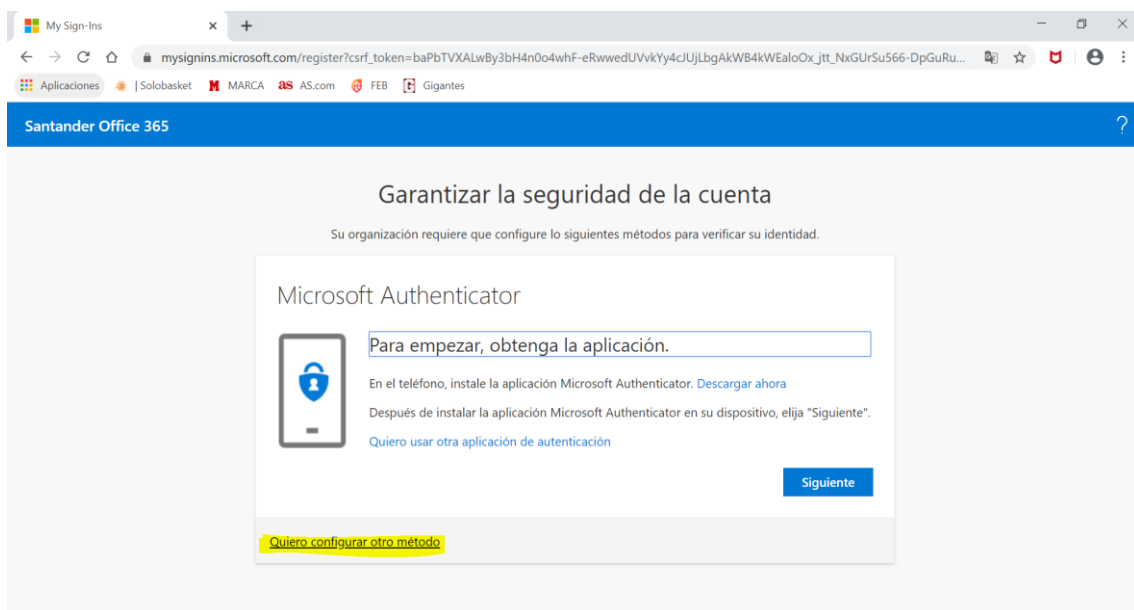 My Sign-Ins
mysignins.microsoft.com/register?csrf_token=baPbTVXALwBy3bH4n0o4whF-eRwwedUVvkYy4cJUjLbgAkWB4kWEaloOx_jtt_NxGUrSu566-DpGuRu...
Aplicaciones | Solobasket M MARCA as AS.com FEB Gigantes
Santander Office 365 ?
Garantizar la seguridad de la cuenta
Su organización requiere que configure lo siguientes métodos para verificar su identidad.
Microsoft Authenticator
Para empezar, obtenga la aplicación.
En el teléfono, instale la aplicación Microsoft Authenticator. Descargar ahora
Después de instalar la aplicación Microsoft Authenticator en su dispositivo, elija "Siguiente".
Quiero usar otra aplicación de autenticación
Siguiente
Quiero configurar otro método